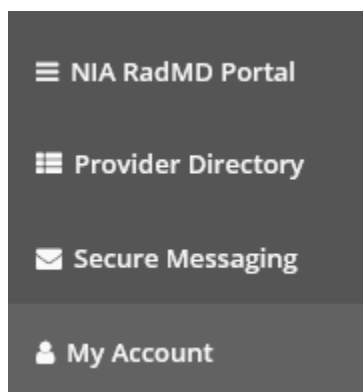 NIA RadMD Portal
Provider Directory
Secure Messaging
My Account